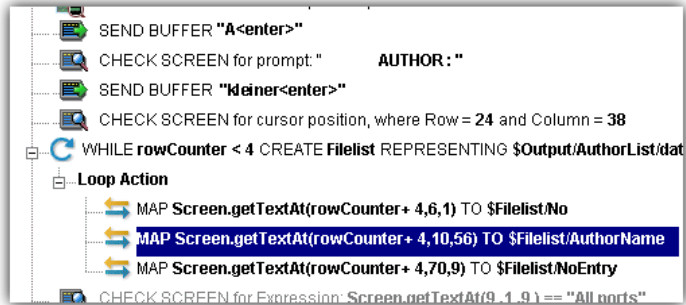 SEND BUFFER "A<enter>"
CHECK SCREEN for prompt: " AUTHOR : "
SEND BUFFER "kleiner<enter>"
CHECK SCREEN for cursor position, where Row = 24 and Column = 38
WHILE rowCounter < 4 CREATE Filelist REPRESENTING $Output/AuthorList/dat
Loop Action
MAP Screen.getTextAt(rowCounter+ 4,6,1) TO $Filelist/No
MAP Screen.getTextAt(rowCounter+ 4,10,56) TO $Filelist/AuthorName
MAP Screen.getTextAt(rowCounter+ 4,70,9) TO $Filelist/NoEntry
CHECK SCREEN for Expression: Screen.getTextAt(9 ,1 ,9 ) == "All ports"